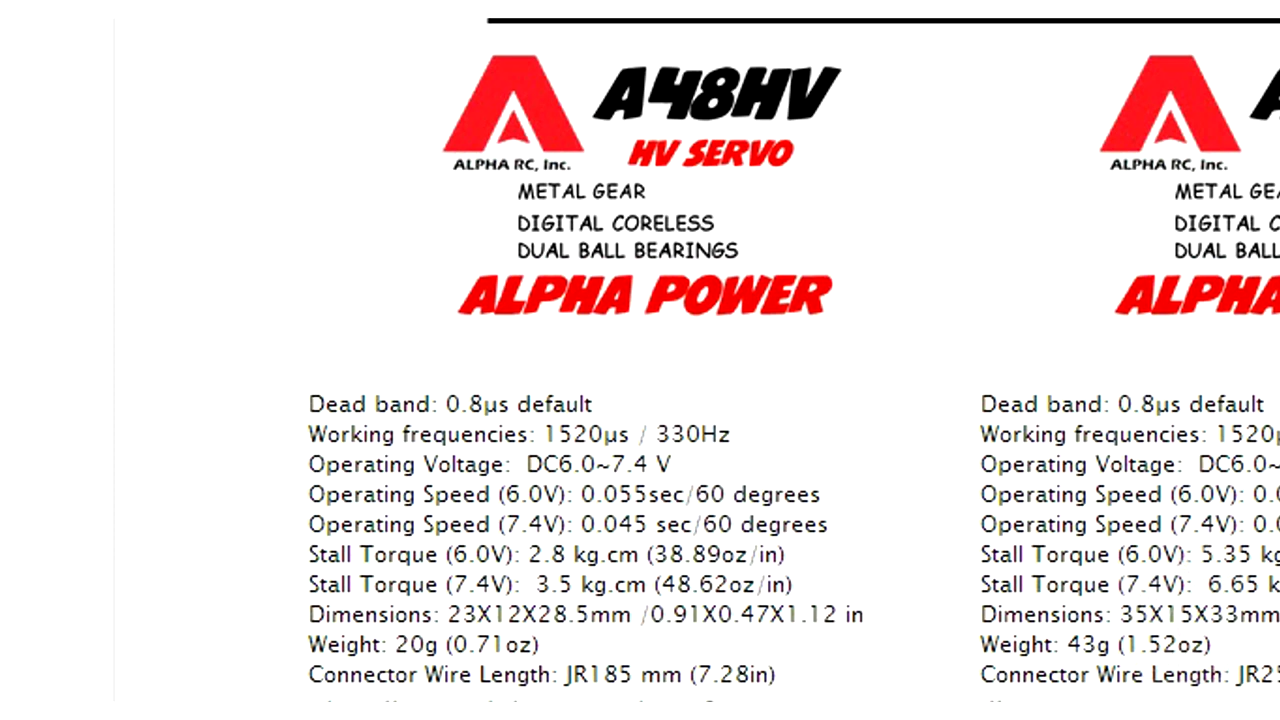 A48HV
HV SERVO
ALPHA RC, Inc.
METAL GEAR
DIGITAL CORELESS
DUAL BALL BEARINGS
ALPHA POWER
Dead band: 0.8µs default
Working frequencies: 1520µs / 330Hz
Operating Voltage:  DC6.0~7.4 V
Operating Speed (6.0V): 0.055sec/60 degrees
Operating Speed (7.4V): 0.045 sec/60 degrees
Stall Torque (6.0V): 2.8 kg.cm (38.89oz/in)
Stall Torque (7.4V):  3.5 kg.cm (48.62oz/in)
Dimensions: 23X12X28.5mm /0.91X0.47X1.12 in
Weight: 20g (0.71oz)
Connector Wire Length: JR185 mm (7.28in)
ALPHA RC, Inc.
METAL
DIGITAL
DUAL BALL
ALPHA
Dead band: 0.8µs default
Working frequencies: 1520
Operating Voltage:  DC6.0~
Operating Speed (6.0V): 0.
Operating Speed (7.4V): 0.
Stall Torque (6.0V): 5.35
Stall Torque (7.4V):  6.65
Dimensions: 35X15X33mm
Weight: 43g (1.52oz)
Connector Wire Length: